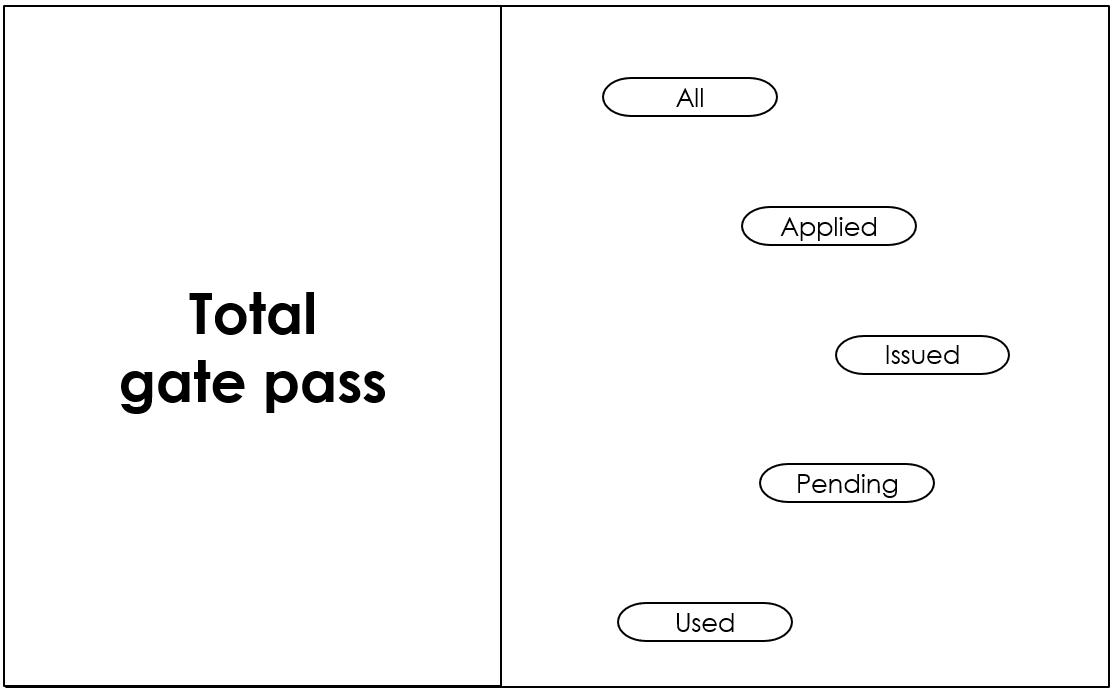 Total
gate pass
All
Applied
Issued
Pending
Used